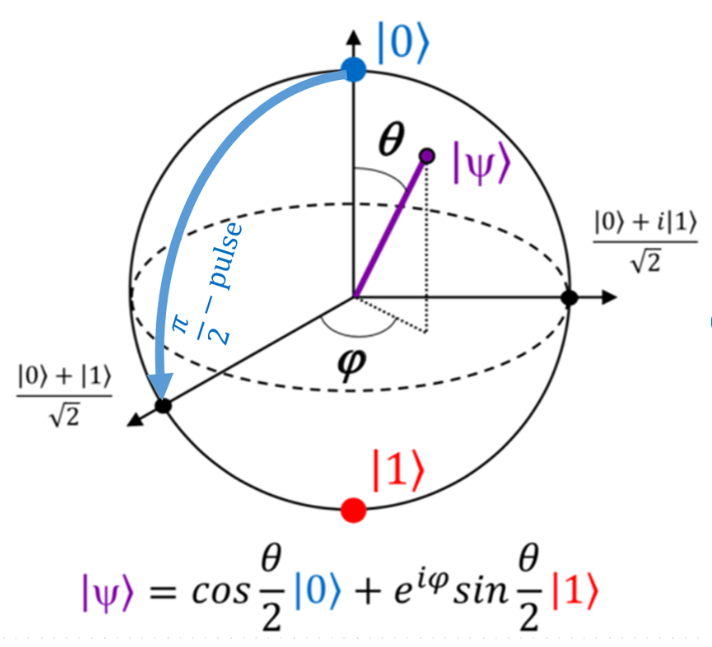 |0⟩
θ
|ψ⟩
(|0⟩ + i|1⟩)/√2
π/2 − pulse
φ
(|0⟩ + |1⟩)/√2
|1⟩
|ψ⟩ = cos θ/2 |0⟩ + e^{iφ} sin θ/2 |1⟩